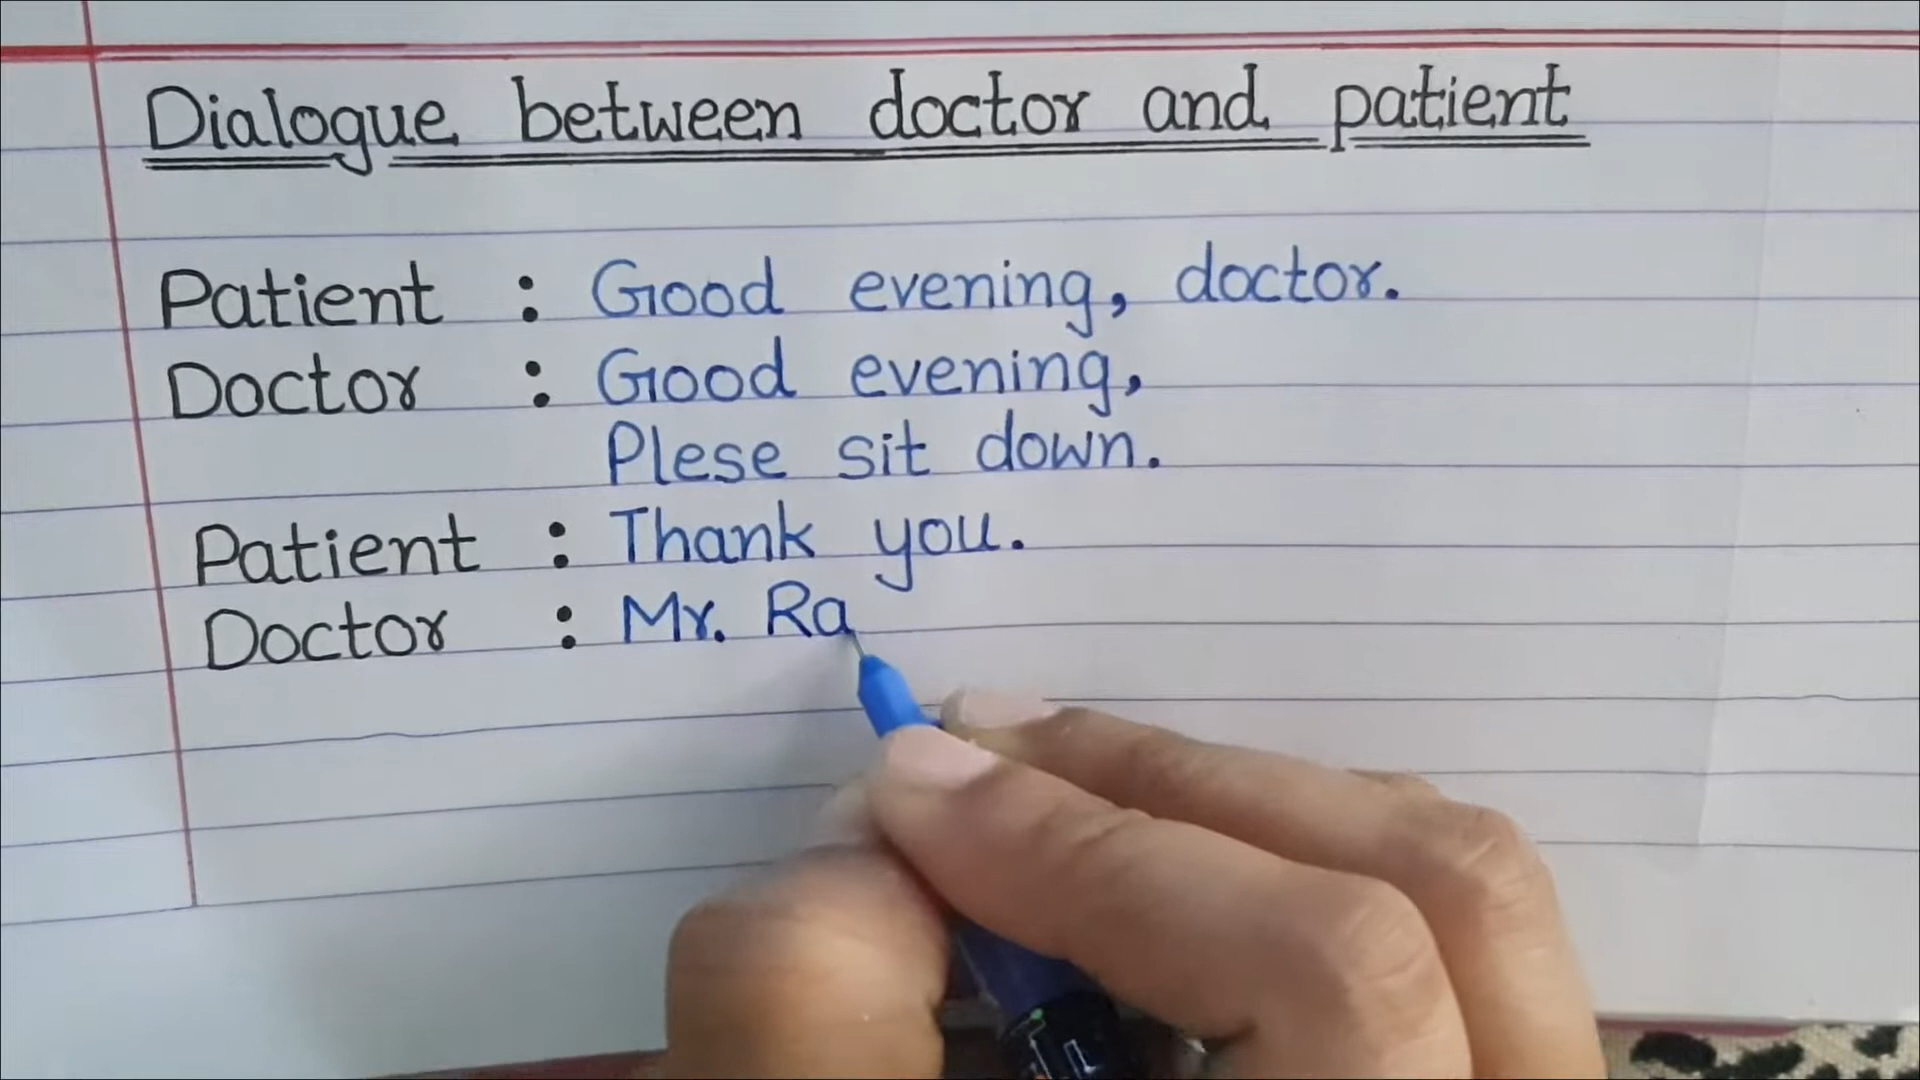 Dialogue between doctor and patient
Patient : Good evening, doctor.
Doctor : Good evening,
Plese sit down.
Patient : Thank you.
Doctor : Mr. Ra